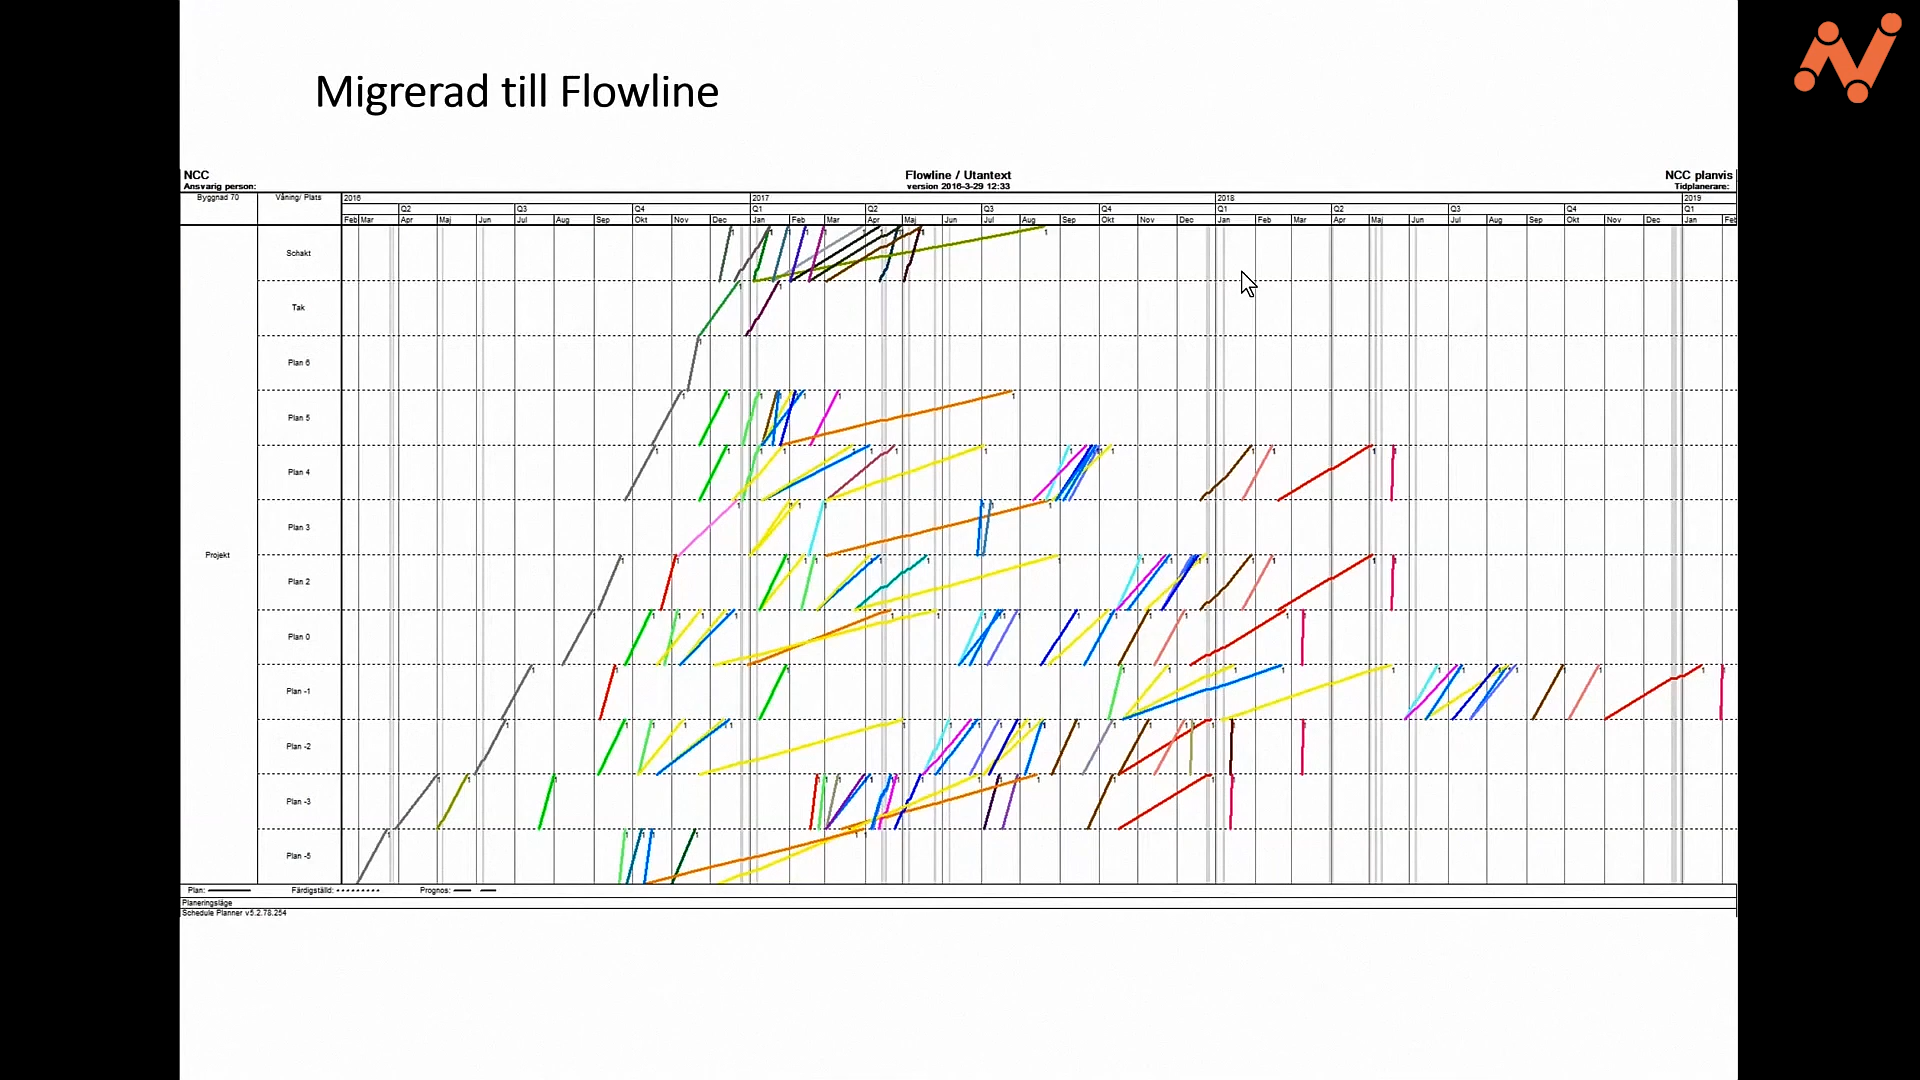 Migrerad till Flowline
NCC Flowline / Utantext NCC planvis
Ansvarig person: version 2016-3-29 12:33 Tidplanerare:
Byggnad 70 Våning/ Plats 2016 2017 2018 2019
Q2 Q3 Q4 Q1 Q2 Q3 Q4 Q1 Q2 Q3 Q4 Q1
Feb Mar Apr Maj Jun Jul Aug Sep Okt Nov Dec Jan Feb Mar Apr Maj Jun Jul Aug Sep Okt Nov Dec Jan Feb Mar Apr Maj Jun Jul Aug Sep Okt Nov Dec Jan Feb
Schakt
Tak
Plan 6
Plan 5
Plan 4
Plan 3
Projekt
Plan 2
Plan 0
Plan -1
Plan -2
Plan -3
Plan -5
Plan: Färdigställd: Prognos:
Planeringsläge
Schedule Planner v5.2.78.254